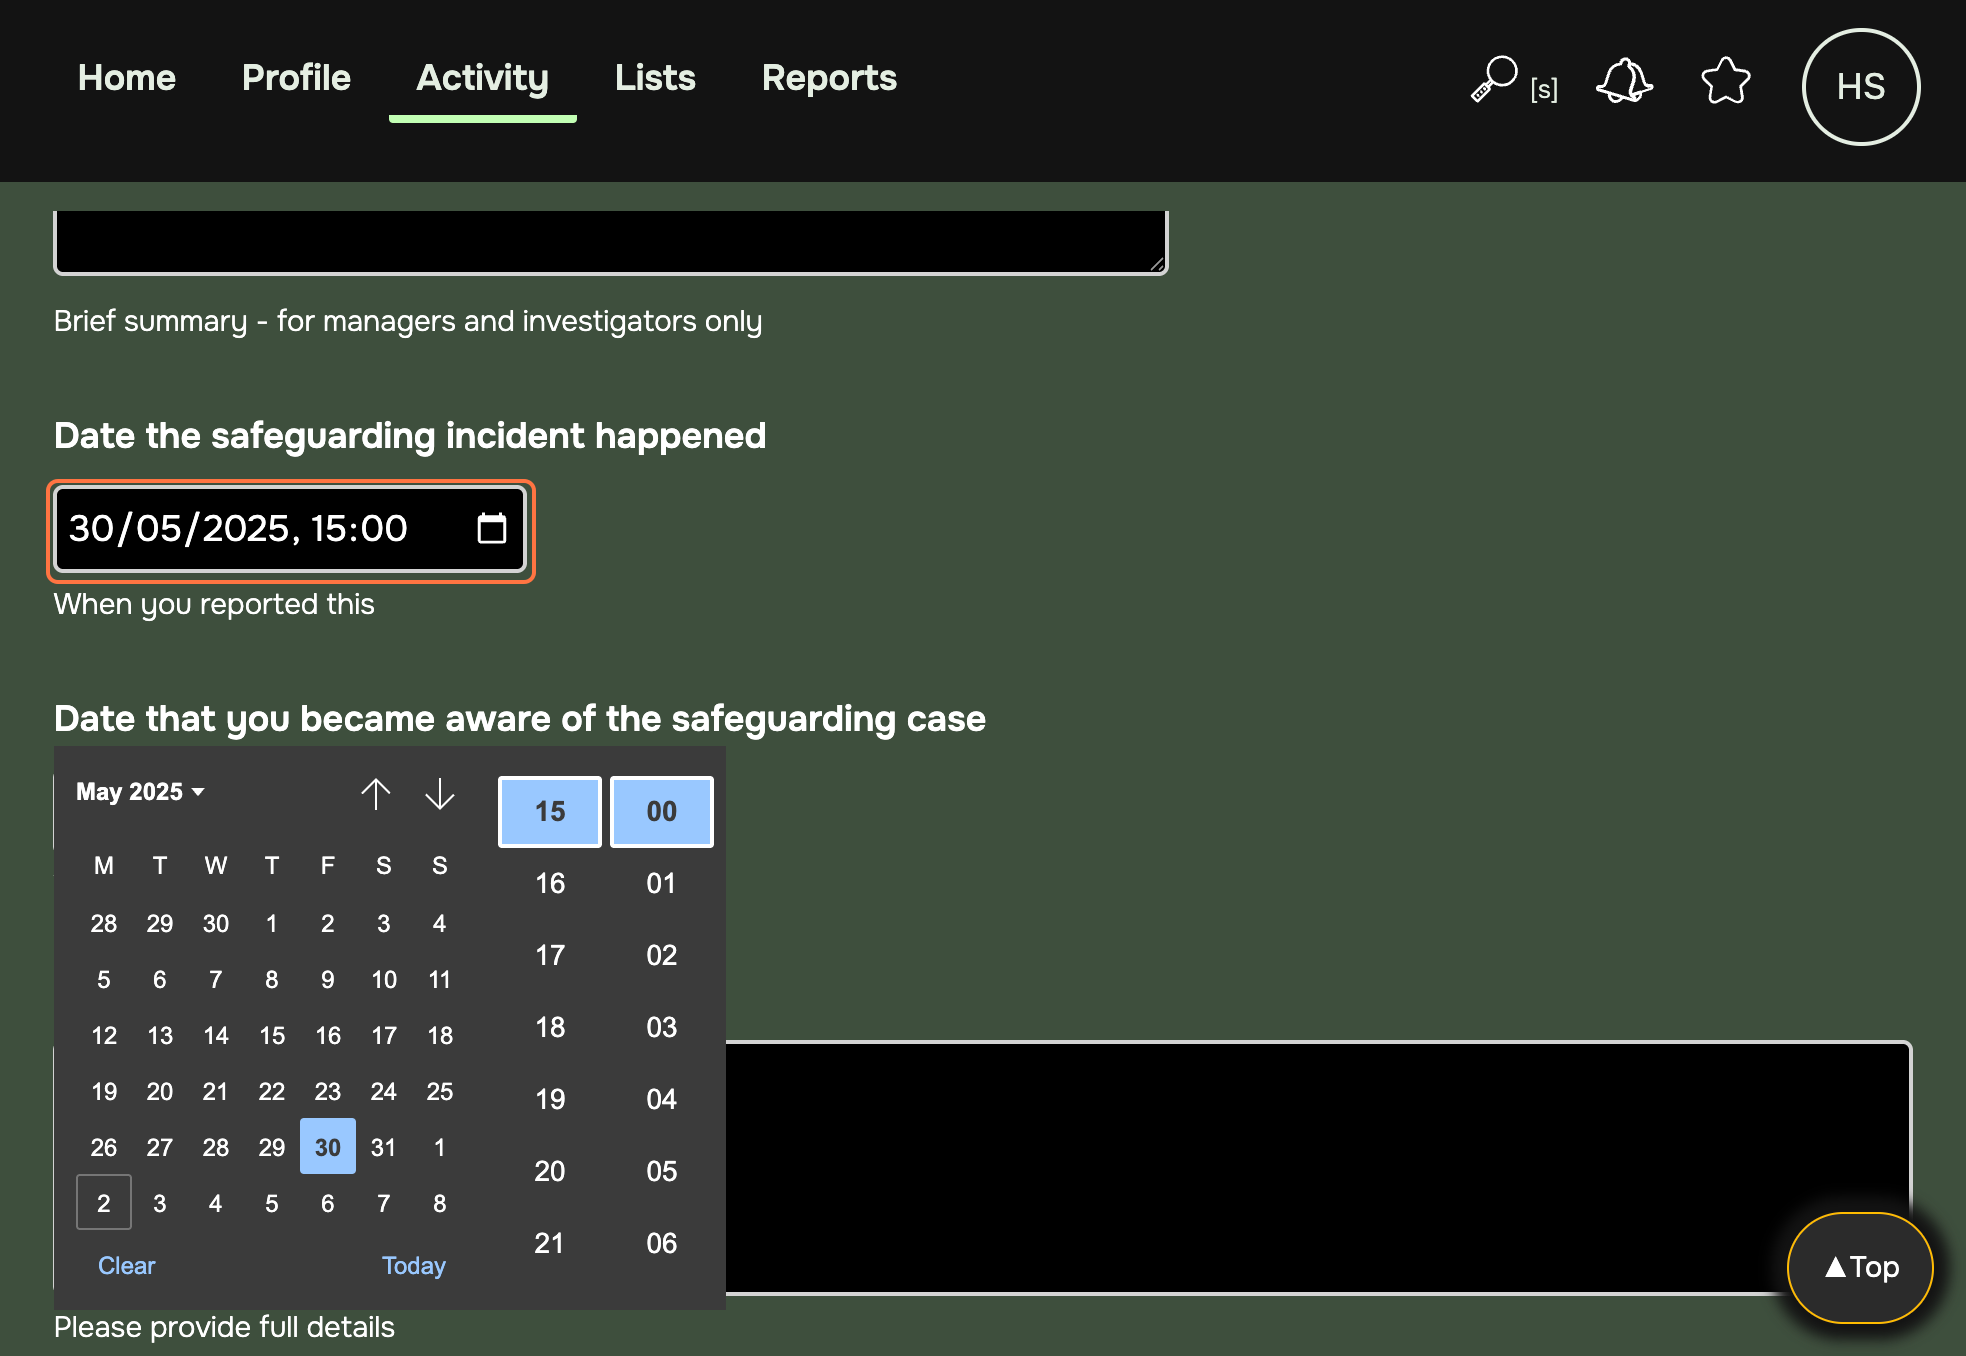 Home Profile Activity Lists Reports [s] HS
Brief summary - for managers and investigators only
Date the safeguarding incident happened
30/05/2025, 15:00
When you reported this
Date that you became aware of the safeguarding case
May 2025 15 00
M T W T F S S 16 01
28 29 30 1 2 3 4
5 6 7 8 9 10 11 17 02
12 13 14 15 16 17 18 18 03
19 20 21 22 23 24 25 19 04
26 27 28 29 30 31 1 20 05
2 3 4 5 6 7 8
Clear Today 21 06
▲Top
Please provide full details